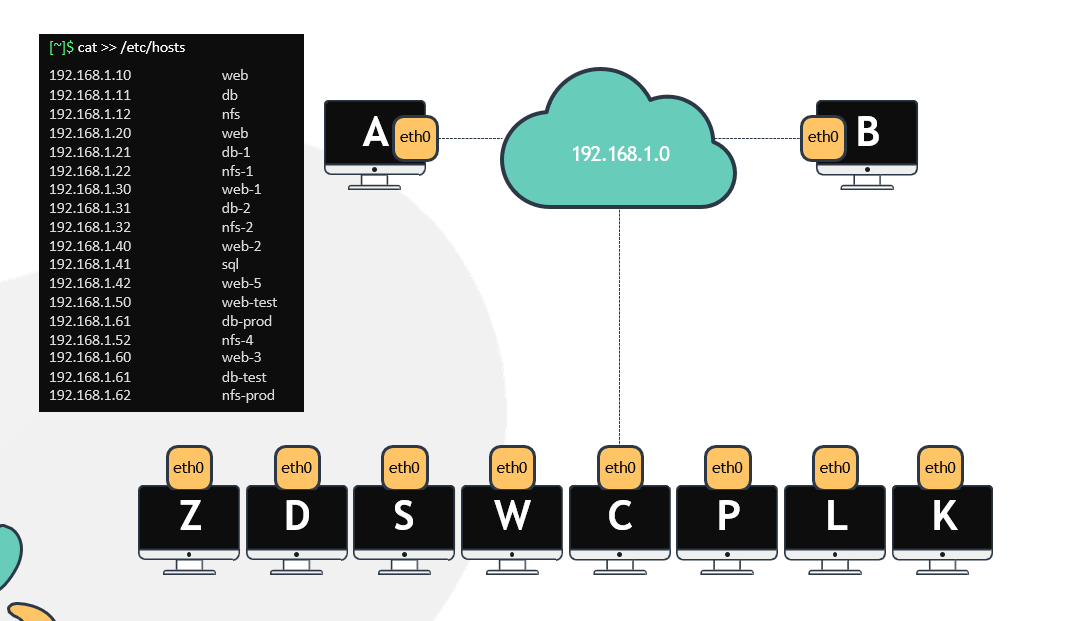 [~]$ cat >> /etc/hosts
192.168.1.10 web
192.168.1.11 db
192.168.1.12 nfs
192.168.1.20 web
192.168.1.21 db-1
192.168.1.22 nfs-1
192.168.1.30 web-1
192.168.1.31 db-2
192.168.1.32 nfs-2
192.168.1.40 web-2
192.168.1.41 sql
192.168.1.42 web-5
192.168.1.50 web-test
192.168.1.61 db-prod
192.168.1.52 nfs-4
192.168.1.60 web-3
192.168.1.61 db-test
192.168.1.62 nfs-prod
A
eth0
192.168.1.0
eth0
B
eth0 eth0 eth0 eth0 eth0 eth0 eth0 eth0
Z D S W C P L K